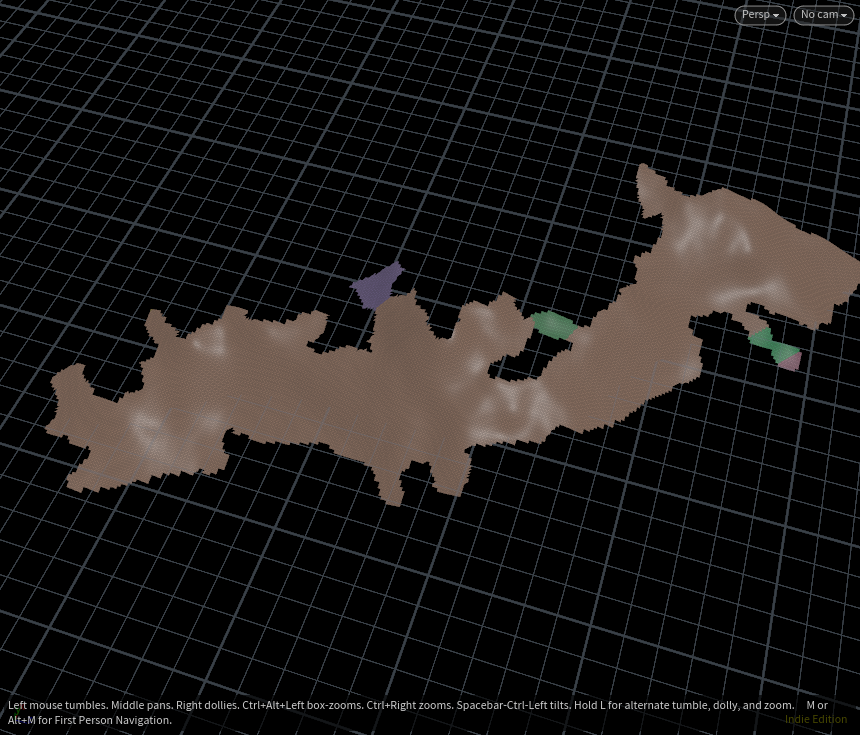 Persp No cam
Left mouse tumbles. Middle pans. Right dollies. Ctrl+Alt+Left box-zooms. Ctrl+Right zooms. Spacebar-Ctrl-Left tilts. Hold L for alternate tumble, dolly, and zoom. M or
Alt+M for First Person Navigation.
Indie Edition